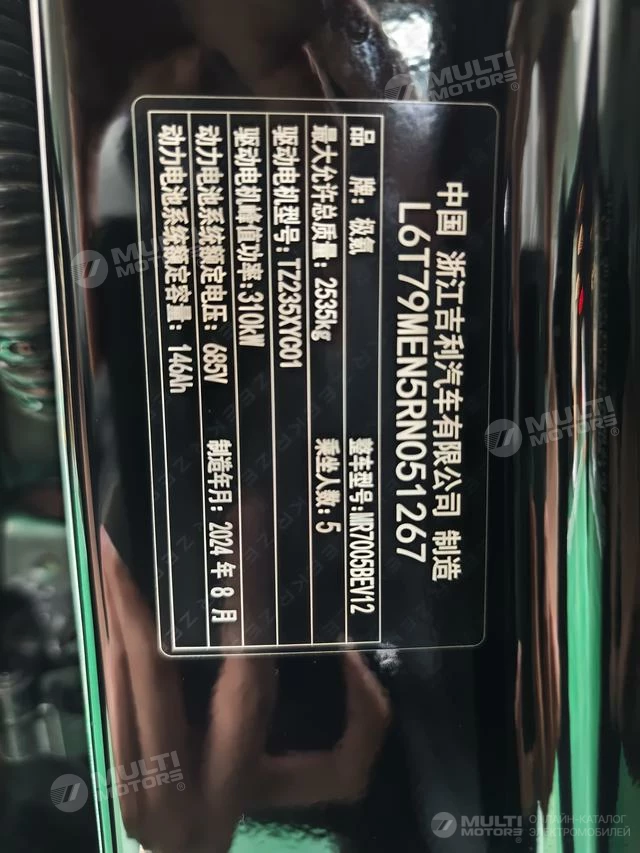 中国 浙江吉利汽车有限公司 制造
L6T79MEN5RN051267
品 牌: 极氪 整车型号:MR7005BEV12
最大允许总质量: 2535kg 乘坐人数: 5
驱动电机型号: TZ235XYC01
驱动电机峰值功率:310kW
动力电池系统额定电压: 685V 制造年月: 2024 年 8 月
动力电池系统额定容量: 146Ah
ZEEKR ZEEKR ZEEKR
MULTI
MOTORS
MULTI
MOTORS
MULTI
MOTORS
MULTI
MOTORS
MULTI
MOTORS
ОНЛАЙН-КАТАЛОГ
ЭЛЕКТРОМОБИЛЕЙ